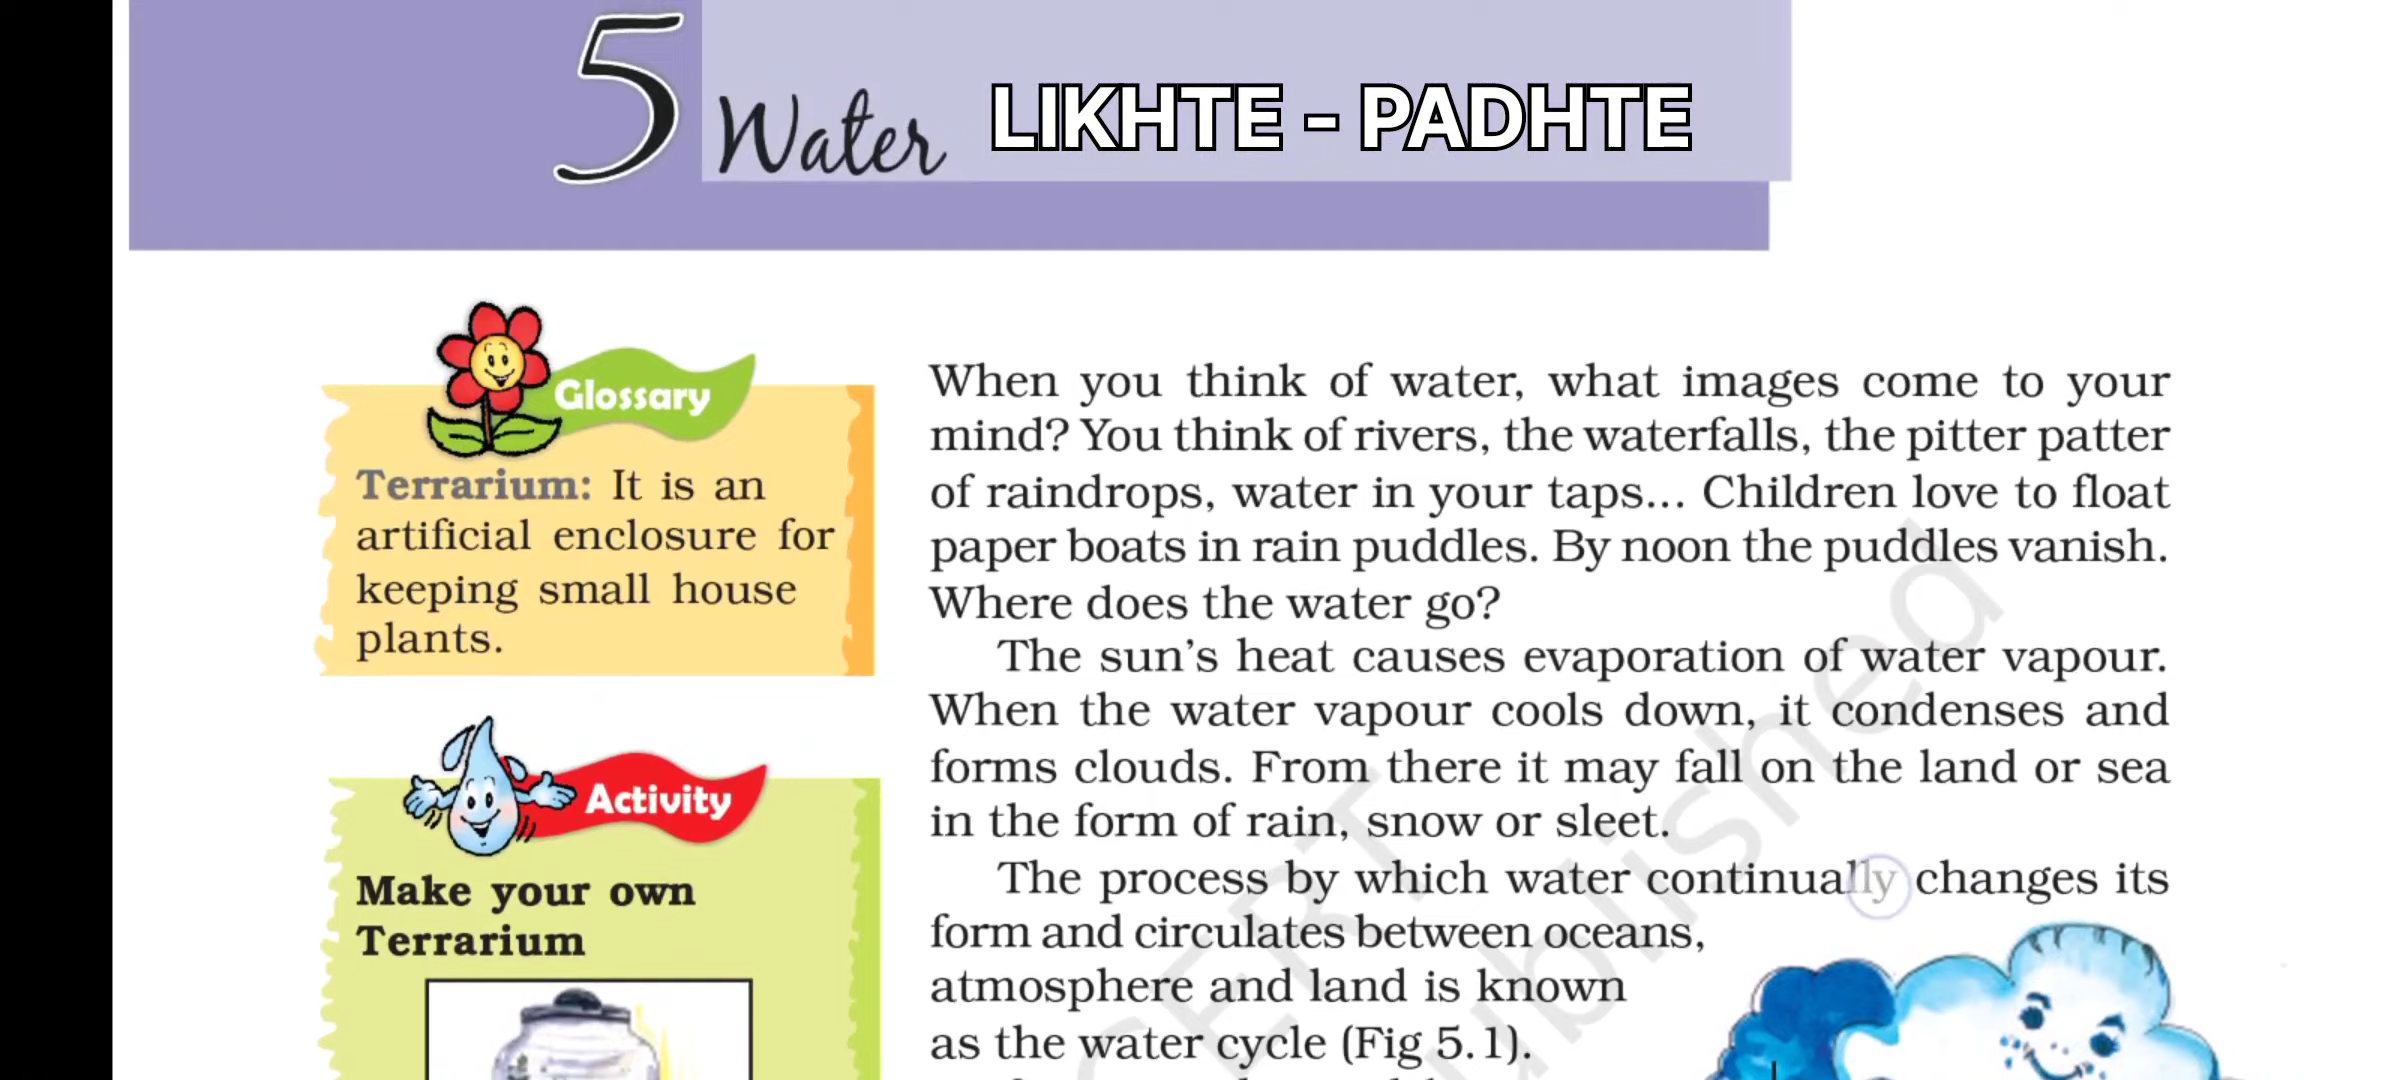 5 Water LIKHTE - PADHTE
Glossary
Terrarium: It is an
artificial enclosure for
keeping small house
plants.
Activity
Make your own
Terrarium
When you think of water, what images come to your
mind? You think of rivers, the waterfalls, the pitter patter
of raindrops, water in your taps... Children love to float
paper boats in rain puddles. By noon the puddles vanish.
Where does the water go?
The sun's heat causes evaporation of water vapour.
When the water vapour cools down, it condenses and
forms clouds. From there it may fall on the land or sea
in the form of rain, snow or sleet.
The process by which water continually changes its
form and circulates between oceans,
atmosphere and land is known
as the water cycle (Fig 5.1).